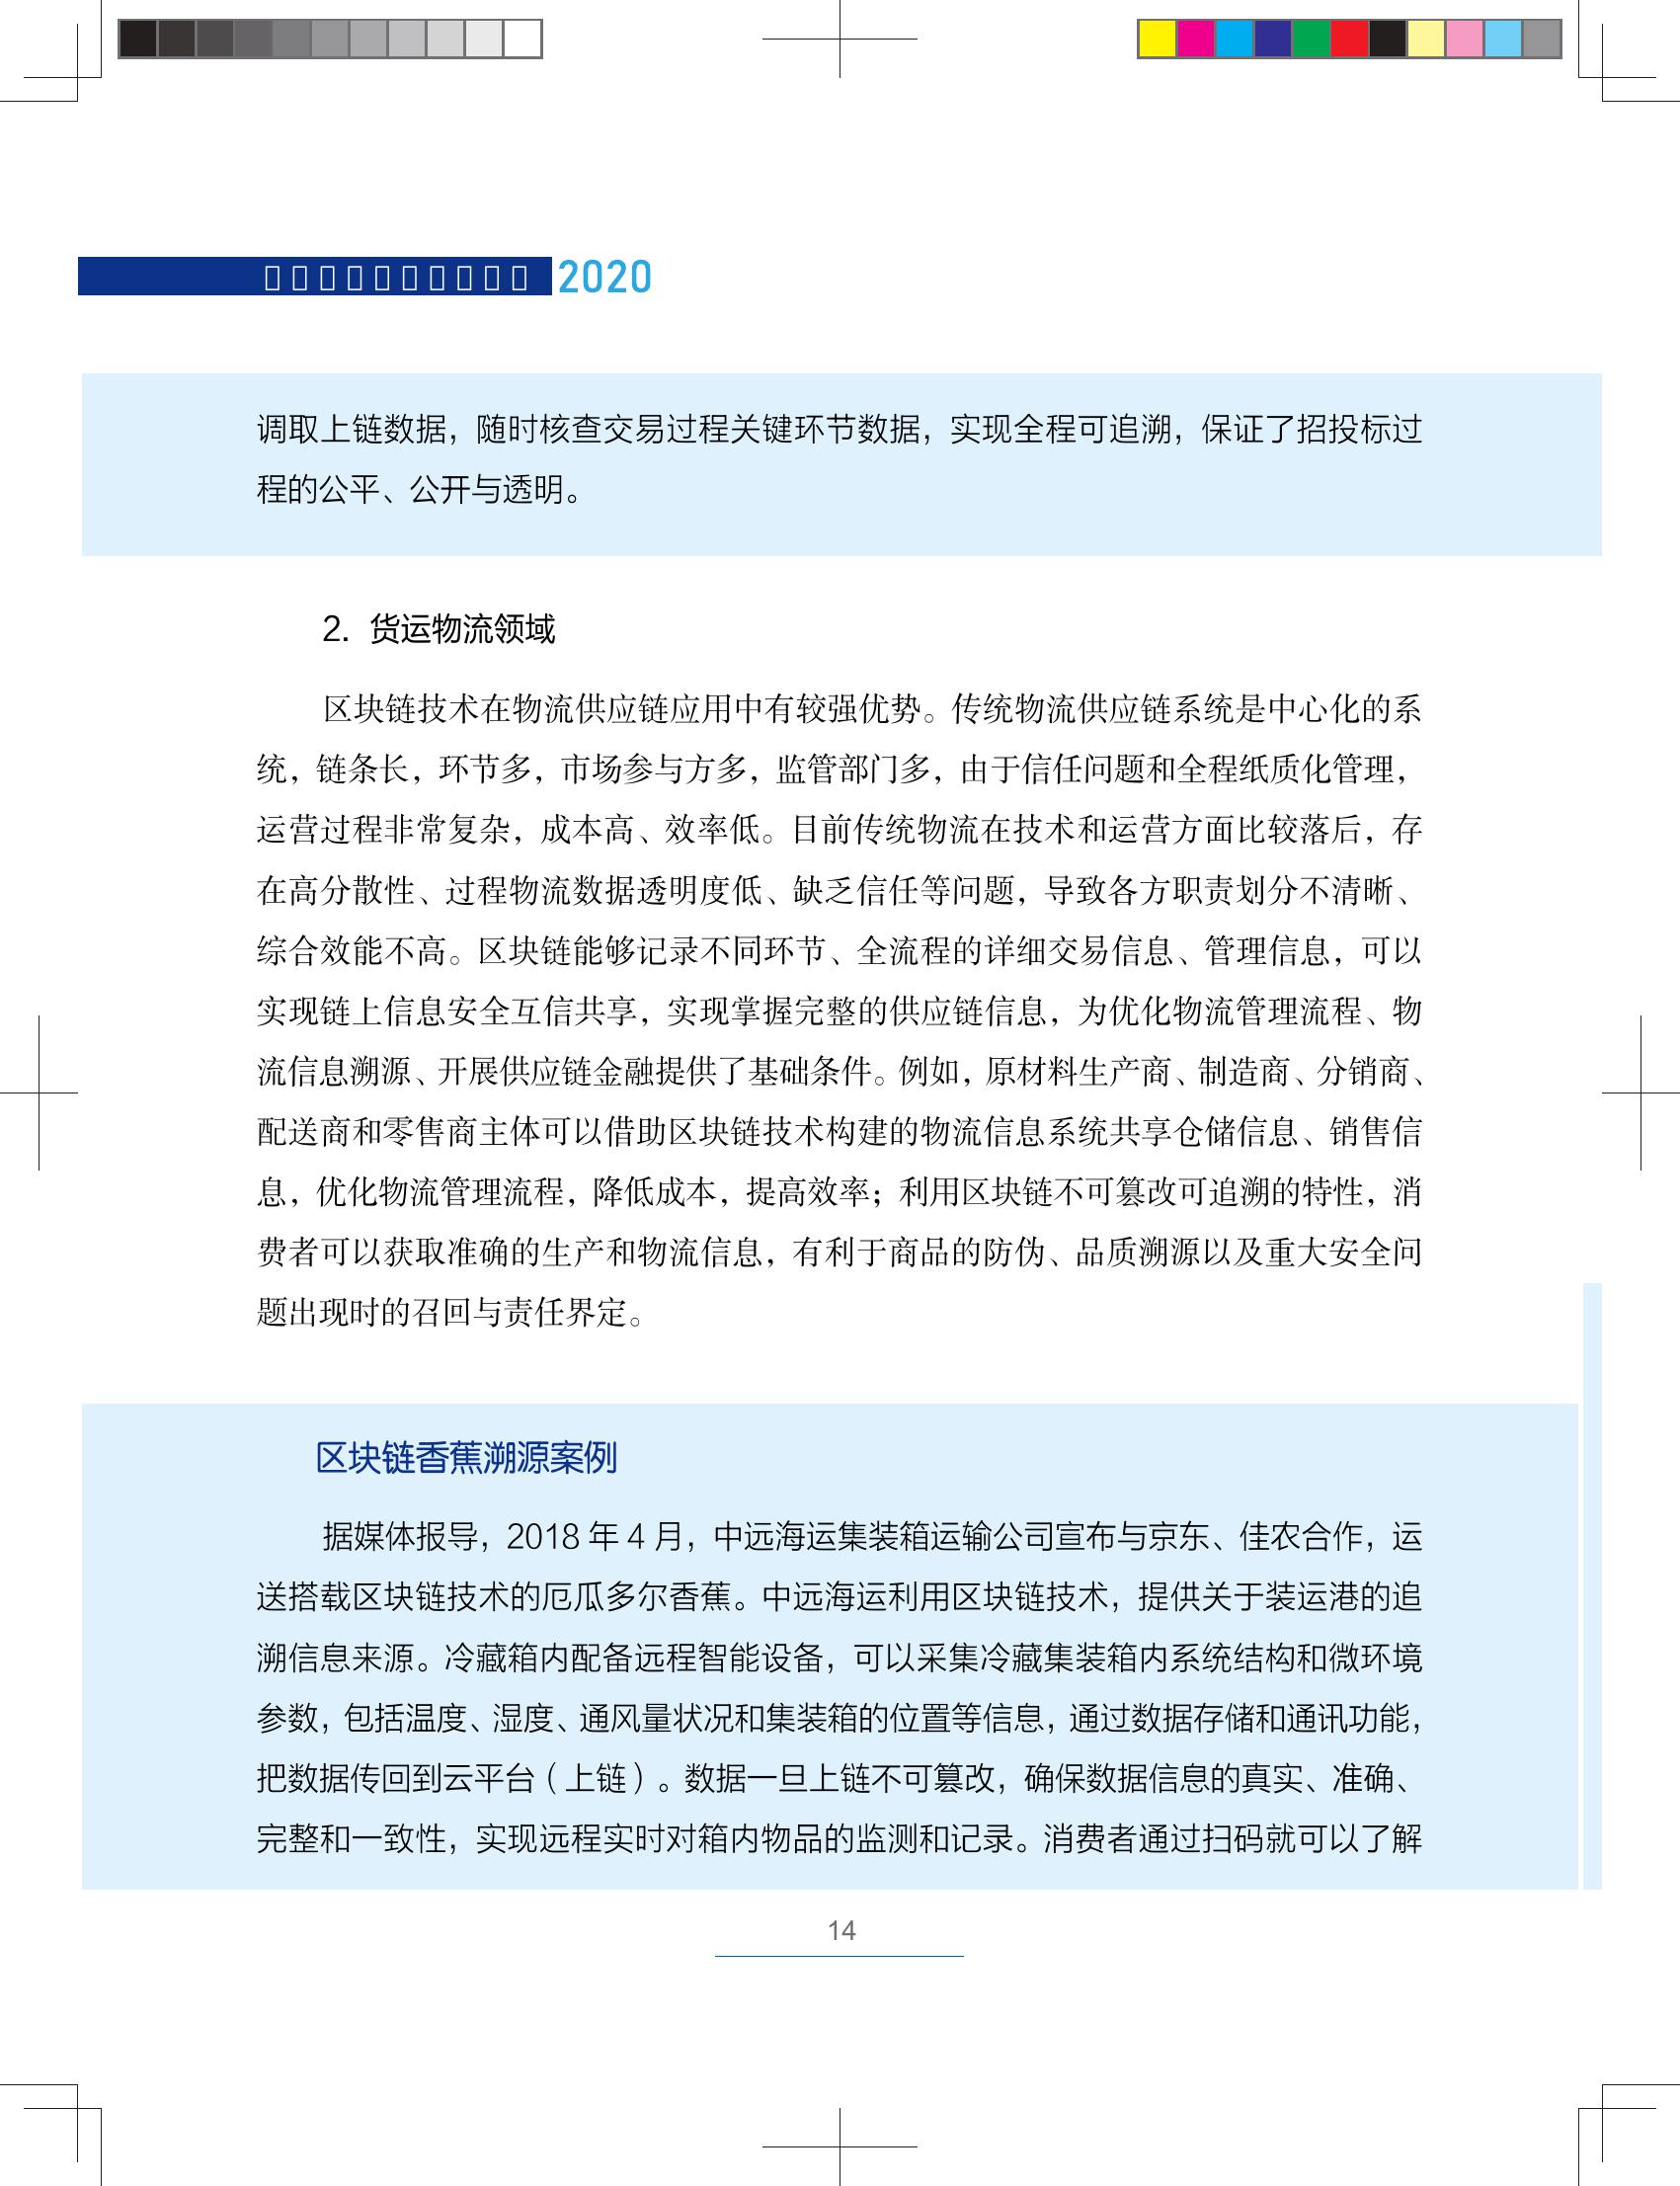 2020
调取上链数据，随时核查交易过程关键环节数据，实现全程可追溯，保证了招投标过
程的公平、公开与透明。
2. 货运物流领域
区块链技术在物流供应链应用中有较强优势。传统物流供应链系统是中心化的系
统，链条长，环节多，市场参与方多，监管部门多，由于信任问题和全程纸质化管理，
运营过程非常复杂，成本高、效率低。目前传统物流在技术和运营方面比较落后，存
在高分散性、过程物流数据透明度低、缺乏信任等问题，导致各方职责划分不清晰、
综合效能不高。区块链能够记录不同环节、全流程的详细交易信息、管理信息，可以
实现链上信息安全互信共享，实现掌握完整的供应链信息，为优化物流管理流程、物
流信息溯源、开展供应链金融提供了基础条件。例如，原材料生产商、制造商、分销商、
配送商和零售商主体可以借助区块链技术构建的物流信息系统共享仓储信息、销售信
息，优化物流管理流程，降低成本，提高效率；利用区块链不可篡改可追溯的特性，消
费者可以获取准确的生产和物流信息，有利于商品的防伪、品质溯源以及重大安全问
题出现时的召回与责任界定。
区块链香蕉溯源案例
据媒体报导，2018 年 4 月，中远海运集装箱运输公司宣布与京东、佳农合作，运
送搭载区块链技术的厄瓜多尔香蕉。中远海运利用区块链技术，提供关于装运港的追
溯信息来源。冷藏箱内配备远程智能设备，可以采集冷藏集装箱内系统结构和微环境
参数，包括温度、湿度、通风量状况和集装箱的位置等信息，通过数据存储和通讯功能，
把数据传回到云平台（上链）。数据一旦上链不可篡改，确保数据信息的真实、准确、
完整和一致性，实现远程实时对箱内物品的监测和记录。消费者通过扫码就可以了解
14